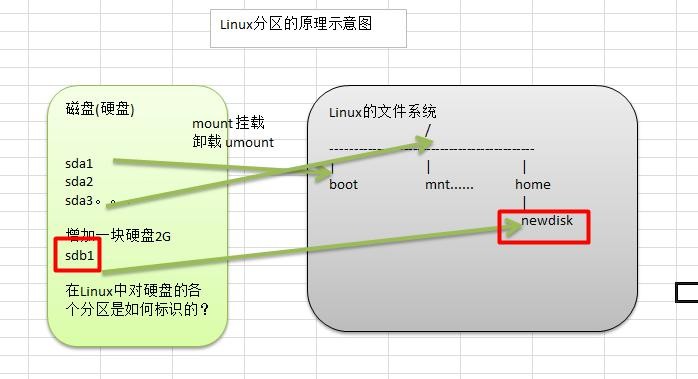 Linux分区的原理示意图
磁盘(硬盘)
sda1
sda2
sda3。。
增加一块硬盘2G
sdb1
在Linux中对硬盘的各
个分区是如何标识的?
mount 挂载
卸载 umount
Linux的文件系统
/
----------------------------------------
| | |
boot mnt...... home
|
newdisk